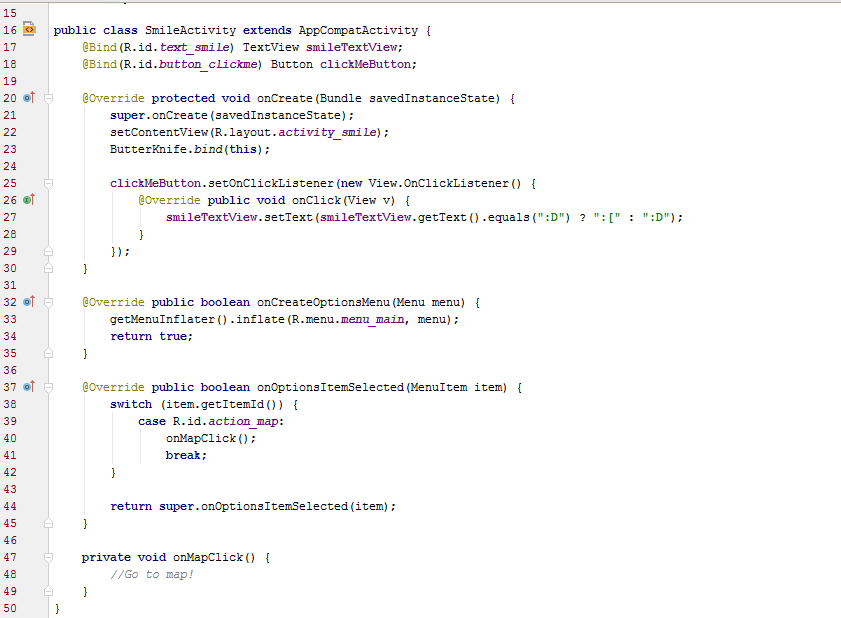 15
16 public class SmileActivity extends AppCompatActivity {
17     @Bind(R.id.text_smile) TextView smileTextView;
18     @Bind(R.id.button_clickme) Button clickMeButton;
19
20     @Override protected void onCreate(Bundle savedInstanceState) {
21         super.onCreate(savedInstanceState);
22         setContentView(R.layout.activity_smile);
23         ButterKnife.bind(this);
24
25         clickMeButton.setOnClickListener(new View.OnClickListener() {
26             @Override public void onClick(View v) {
27                 smileTextView.setText(smileTextView.getText().equals(":D") ? ":[" : ":D");
28             }
29         });
30     }
31
32     @Override public boolean onCreateOptionsMenu(Menu menu) {
33         getMenuInflater().inflate(R.menu.menu_main, menu);
34         return true;
35     }
36
37     @Override public boolean onOptionsItemSelected(MenuItem item) {
38         switch (item.getItemId()) {
39             case R.id.action_map:
40                 onMapClick();
41                 break;
42         }
43
44         return super.onOptionsItemSelected(item);
45     }
46
47     private void onMapClick() {
48         //Go to map!
49     }
50 }